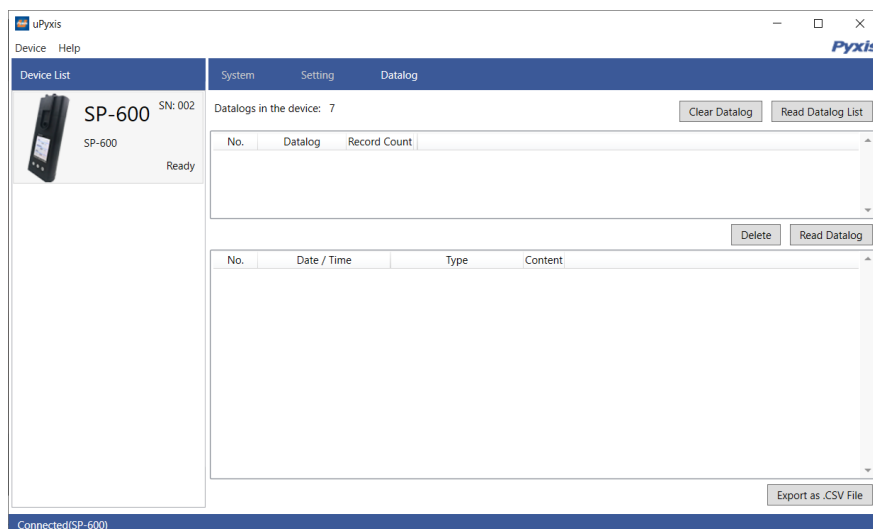 uPyxis
Device Help
Pyxis
Device List
System Setting Datalog
SP-600 SN: 002
SP-600
Ready
Datalogs in the device: 7
Clear Datalog Read Datalog List
No. Datalog Record Count
Delete Read Datalog
No. Date / Time Type Content
Export as .CSV File
Connected(SP-600)